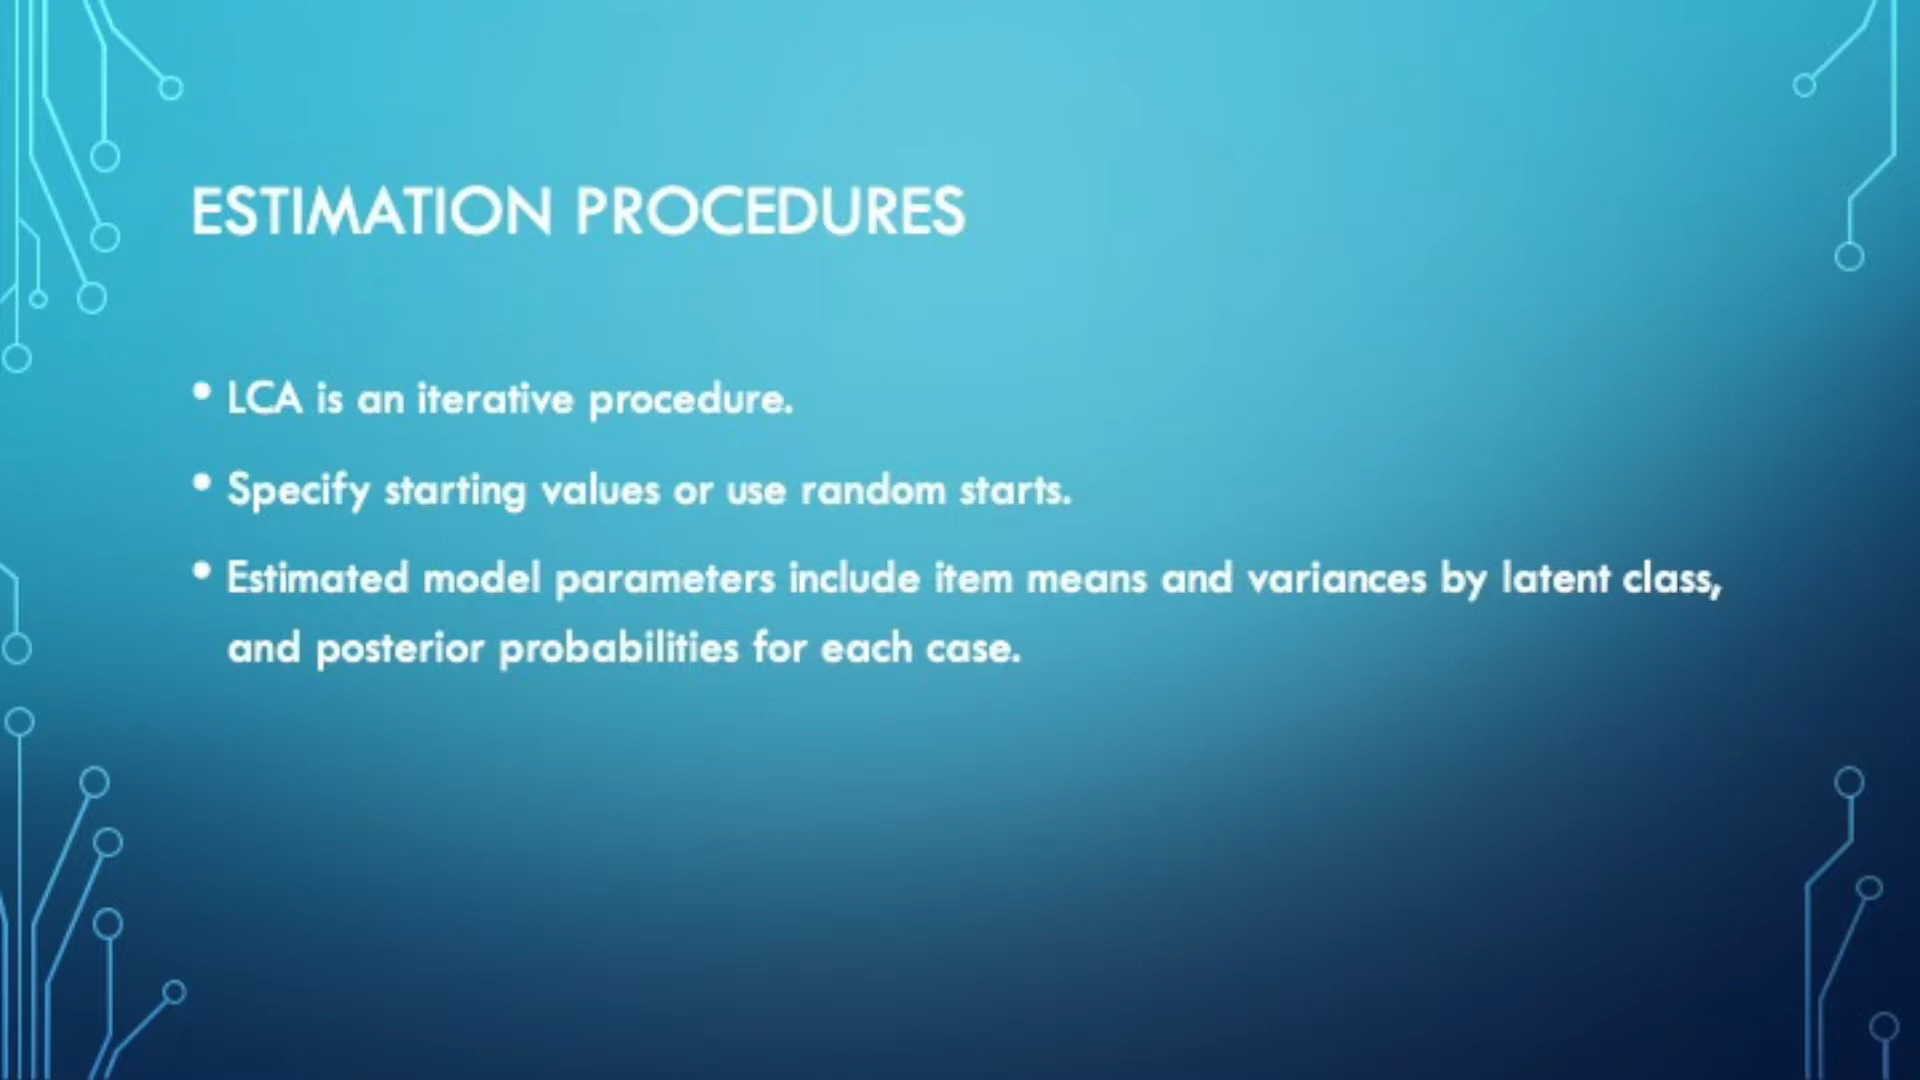 ESTIMATION PROCEDURES
• LCA is an iterative procedure.
• Specify starting values or use random starts.
• Estimated model parameters include item means and variances by latent class,
and posterior probabilities for each case.